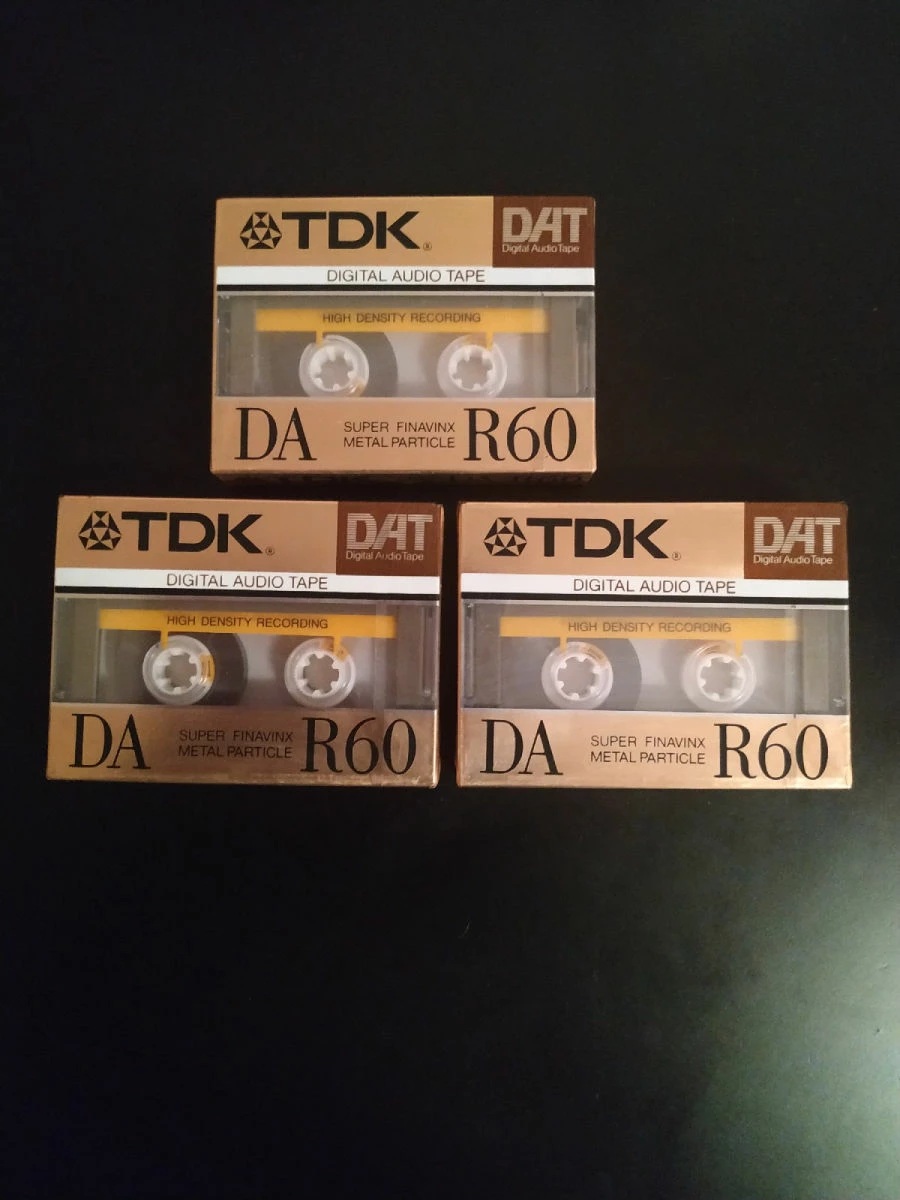 TDK®
DAT
Digital Audio Tape
DIGITAL AUDIO TAPE
HIGH DENSITY RECORDING
DA
SUPER FINAVINX
METAL PARTICLE
R60
TDK®
DAT
Digital Audio Tape
DIGITAL AUDIO TAPE
HIGH DENSITY RECORDING
DA
SUPER FINAVINX
METAL PARTICLE
R60
TDK®
DAT
Digital Audio Tape
DIGITAL AUDIO TAPE
HIGH DENSITY RECORDING
DA
SUPER FINAVINX
METAL PARTICLE
R60